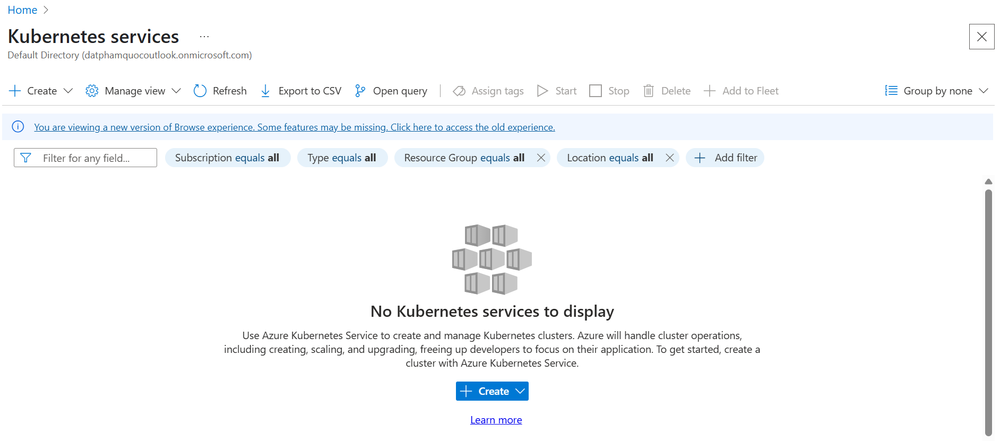 Home
Kubernetes services ...
Default Directory (datphamquocoutlook.onmicrosoft.com)
Create Manage view Refresh Export to CSV Open query Assign tags Start Stop Delete Add to Fleet Group by none
You are viewing a new version of Browse experience. Some features may be missing. Click here to access the old experience.
Filter for any field... Subscription equals all Type equals all Resource Group equals all Location equals all Add filter
No Kubernetes services to display
Use Azure Kubernetes Service to create and manage Kubernetes clusters. Azure will handle cluster operations,
including creating, scaling, and upgrading, freeing up developers to focus on their application. To get started, create a
cluster with Azure Kubernetes Service.
Create
Learn more